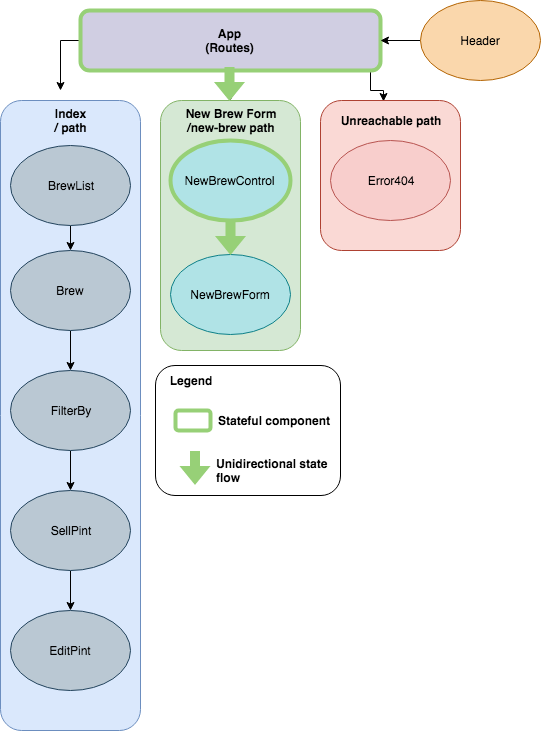 App
(Routes)
Header
Index
/ path
BrewList
Brew
FilterBy
SellPint
EditPint
New Brew Form
/new-brew path
NewBrewControl
NewBrewForm
Unreachable path
Error404
Legend
Stateful component
Unidirectional state
flow